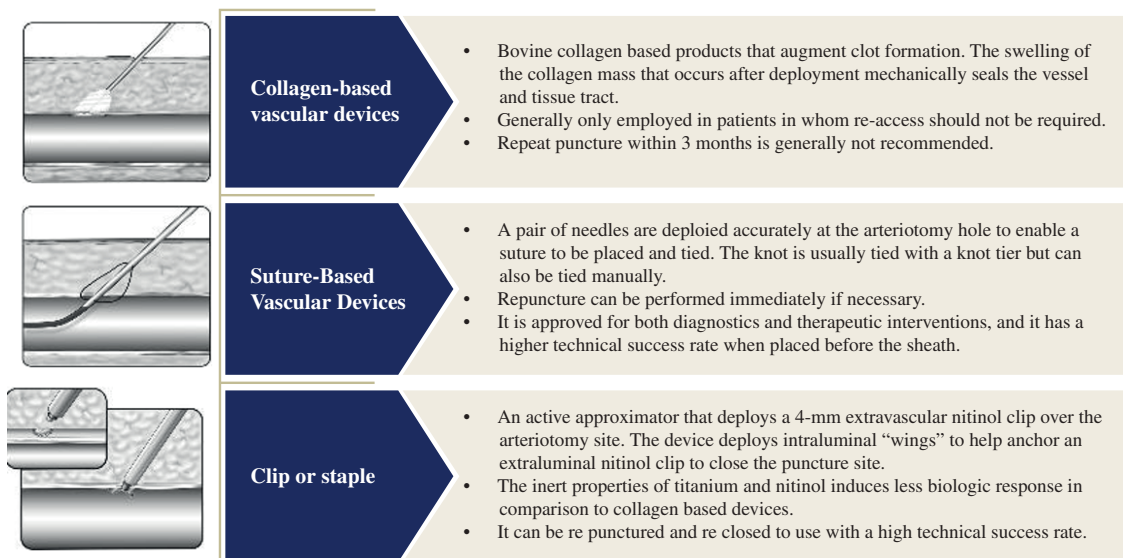 Collagen-based
vascular devices
• Bovine collagen based products that augment clot formation. The swelling of
the collagen mass that occurs after deployment mechanically seals the vessel
and tissue tract.
• Generally only employed in patients in whom re-access should not be required.
• Repeat puncture within 3 months is generally not recommended.
Suture-Based
Vascular Devices
• A pair of needles are deploied accurately at the arteriotomy hole to enable a
suture to be placed and tied. The knot is usually tied with a knot tier but can
also be tied manually.
• Repuncture can be performed immediately if necessary.
• It is approved for both diagnostics and therapeutic interventions, and it has a
higher technical success rate when placed before the sheath.
Clip or staple
• An active approximator that deploys a 4-mm extravascular nitinol clip over the
arteriotomy site. The device deploys intraluminal “wings” to help anchor an
extraluminal nitinol clip to close the puncture site.
• The inert properties of titanium and nitinol induces less biologic response in
comparison to collagen based devices.
• It can be re punctured and re closed to use with a high technical success rate.